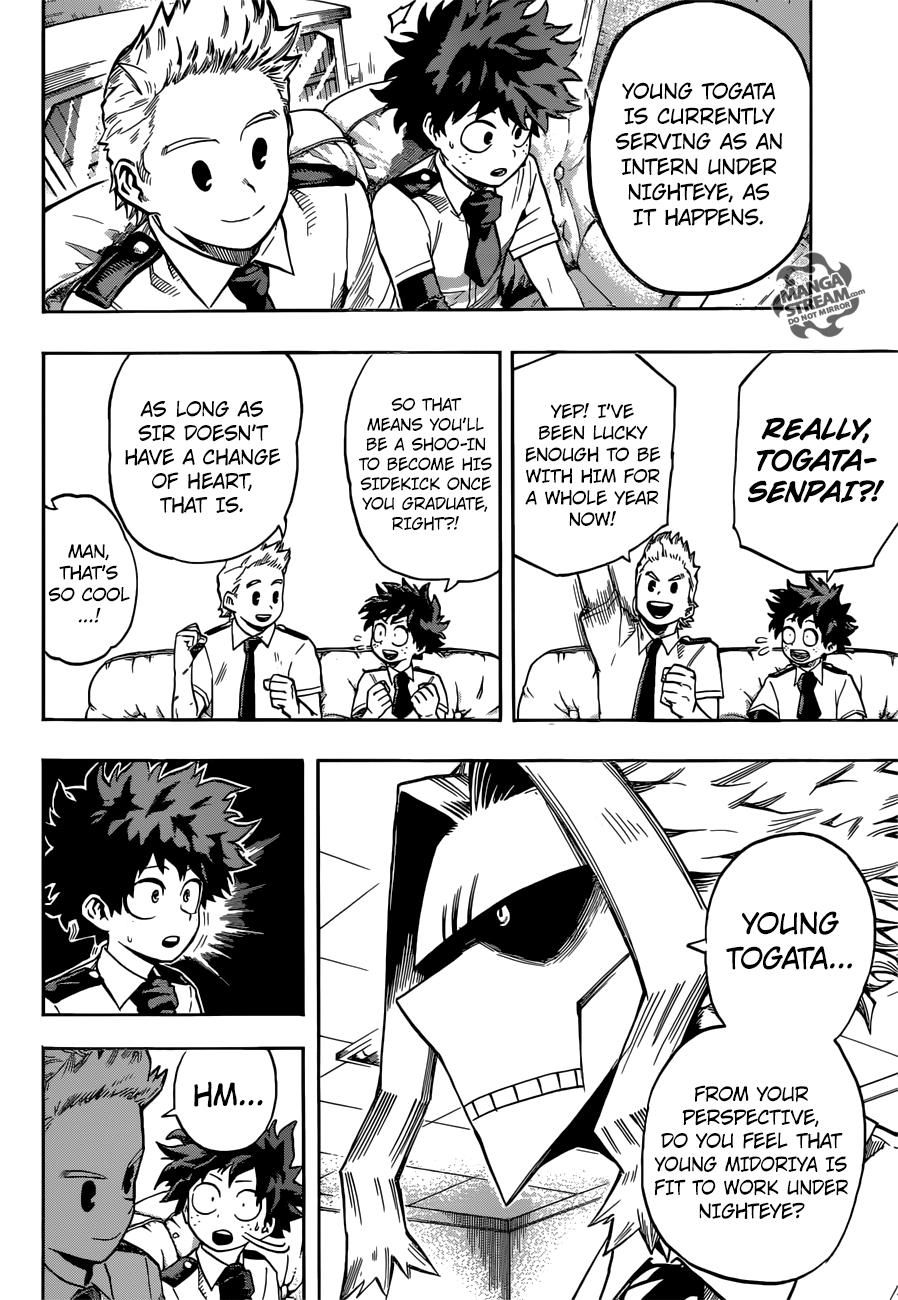 YOUNG TOGATA
IS CURRENTLY
SERVING AS AN
INTERN UNDER
NIGHTEYE, AS
IT HAPPENS.
MANGA
STREAM.com
DO NOT MIRROR
REALLY,
TOGATA-
SENPAI?!
YEP! I'VE
BEEN LUCKY
ENOUGH TO BE
WITH HIM FOR
A WHOLE YEAR
NOW!
SO THAT
MEANS YOU'LL
BE A SHOO-IN
TO BECOME HIS
SIDEKICK ONCE
YOU GRADUATE,
RIGHT?!
AS LONG AS
SIR DOESN'T
HAVE A CHANGE
OF HEART,
THAT IS.
MAN,
THAT'S
SO COOL
...!
YOUNG
TOGATA...
FROM YOUR
PERSPECTIVE,
DO YOU FEEL THAT
YOUNG MIDORIYA IS
FIT TO WORK UNDER
NIGHTEYE?
HM...